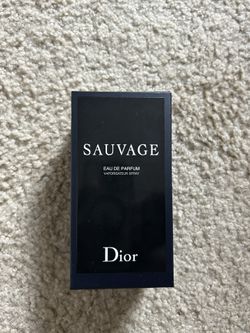 SAUVAGE
EAU DE PARFUM
VAPORISATEUR SPRAY
Dior